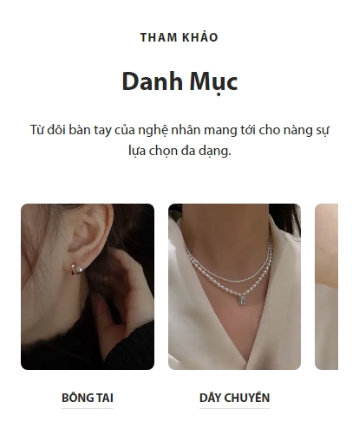 THAM KHẢO
Danh Mục
Từ đôi bàn tay của nghệ nhân mang tới cho nàng sự
lựa chọn đa dạng.
BÔNG TAI
DÂY CHUYỀN